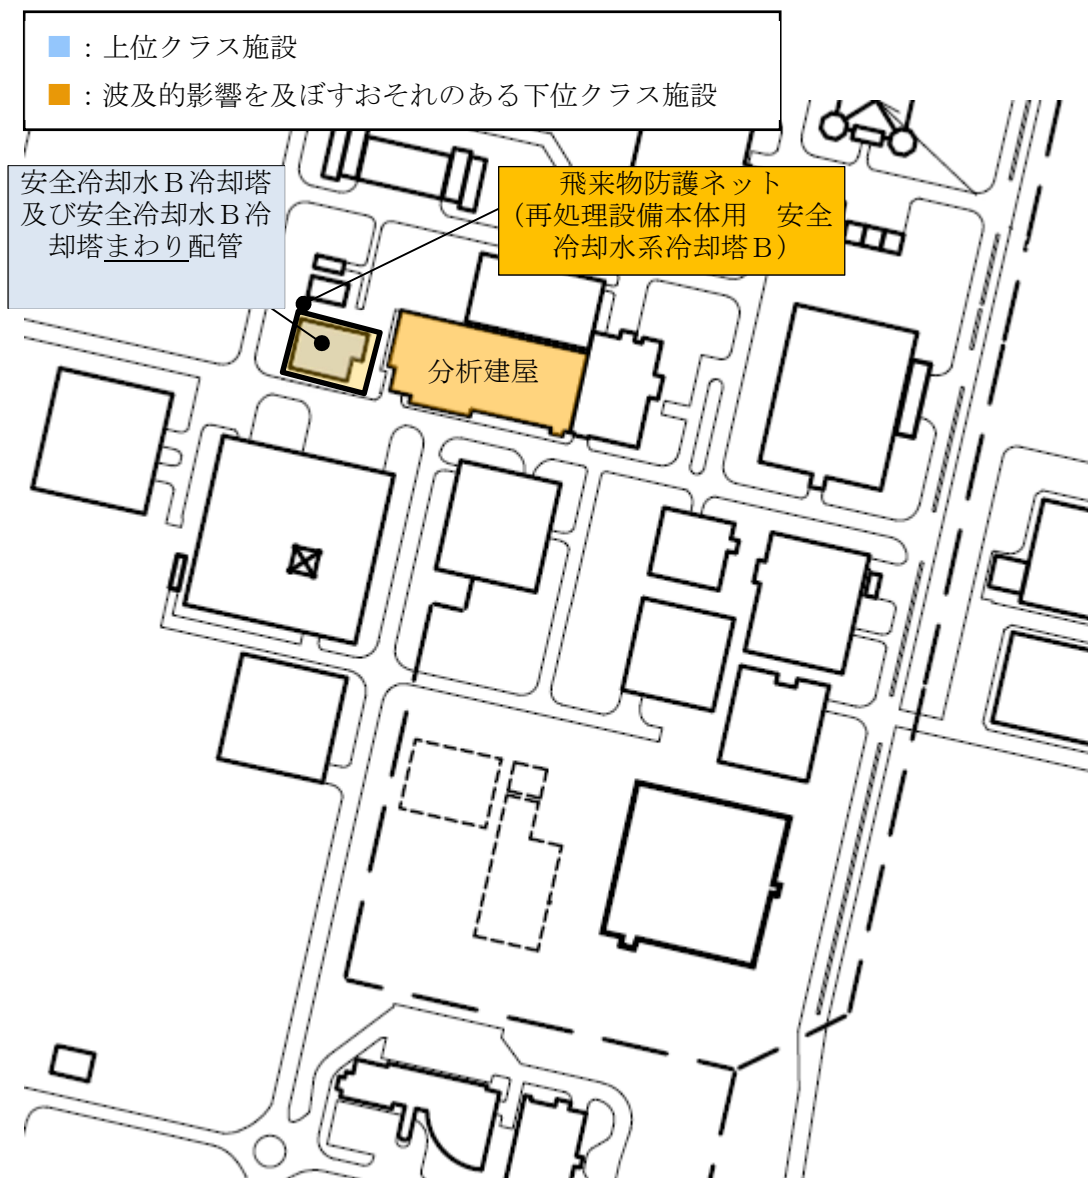 ■：上位クラス施設
■：波及的影響を及ぼすおそれのある下位クラス施設
安全冷却水Ｂ冷却塔
及び安全冷却水Ｂ冷
却塔まわり配管
飛来物防護ネット
（再処理設備本体用　安全
冷却水系冷却塔Ｂ）
分析建屋